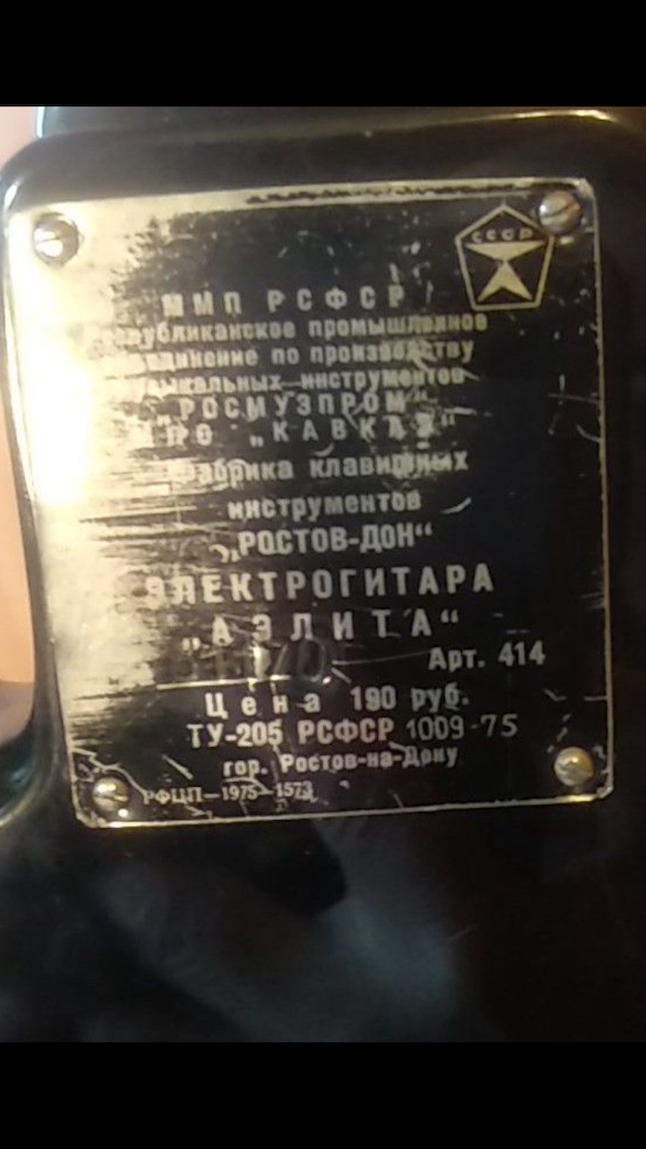 СССР
ММП РСФСР
Республиканское промышленное
объединение по производству
музыкальных инструментов
„РОСМУЗПРОМ“
ПО „КАВКАЗ“
фабрика клавишных
инструментов
„РОСТОВ-ДОН“
ЭЛЕКТРОГИТАРА
„АЭЛИТА“
Арт. 414
Цена 190 руб.
ТУ-205 РСФСР 1009-75
гор. Ростов-на-Дону
РФЦП—1975—1573